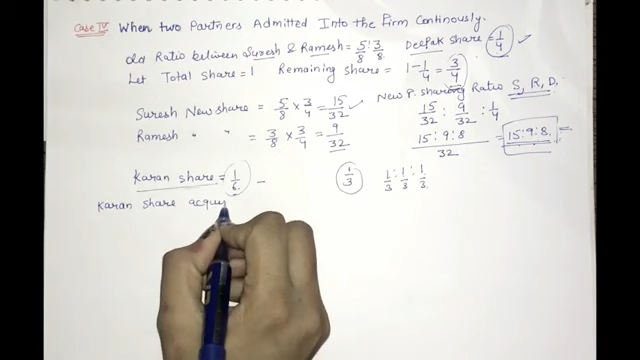 Case IV When two Partners Admitted Into the Firm Continously.
old Ratio between Suresh & Ramesh = 5/8 : 3/8 Deepak Share = 1/4 ✓
Let Total Share = 1 Remaining Share = 1 - 1/4 = 3/4
Suresh New share = 5/8 × 3/4 = 15/32 ✓
Ramesh " " = 3/8 × 3/4 = 9/32
New P. sharing Ratio S, R, D.
15/32 : 9/32 : 1/4
15:9:8/32 = 15:9:8. =
Karan share = 1/6. –
1/3 1/3 : 1/3 : 1/3.
Karan share acqu